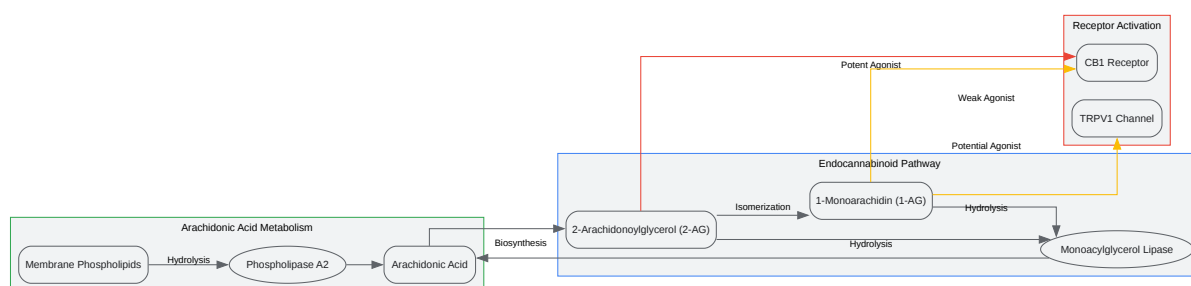 Receptor Activation
CB1 Receptor
Potent Agonist
Weak Agonist
TRPV1 Channel
Potential Agonist
Endocannabinoid Pathway
1-Monoarachidin (1-AG)
Isomerization
Hydrolysis
2-Arachidonoylglycerol (2-AG)
Hydrolysis
Monoacylglycerol Lipase
Biosynthesis
Arachidonic Acid Metabolism
Membrane Phospholipids
Hydrolysis
Phospholipase A2
Arachidonic Acid